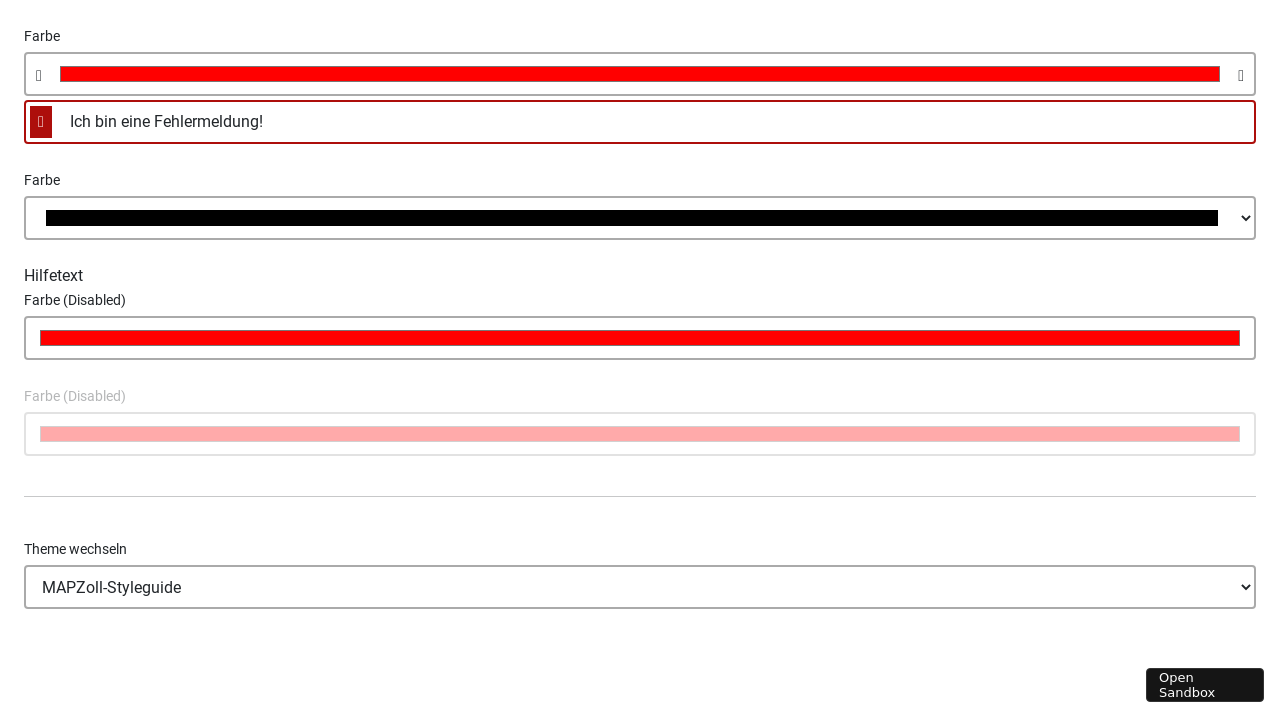 Farbe
Ich bin eine Fehlermeldung!
Farbe
Hilfetext
Farbe (Disabled)
Farbe (Disabled)
Theme wechseln
MAPZoll-Styleguide
Open
Sandbox